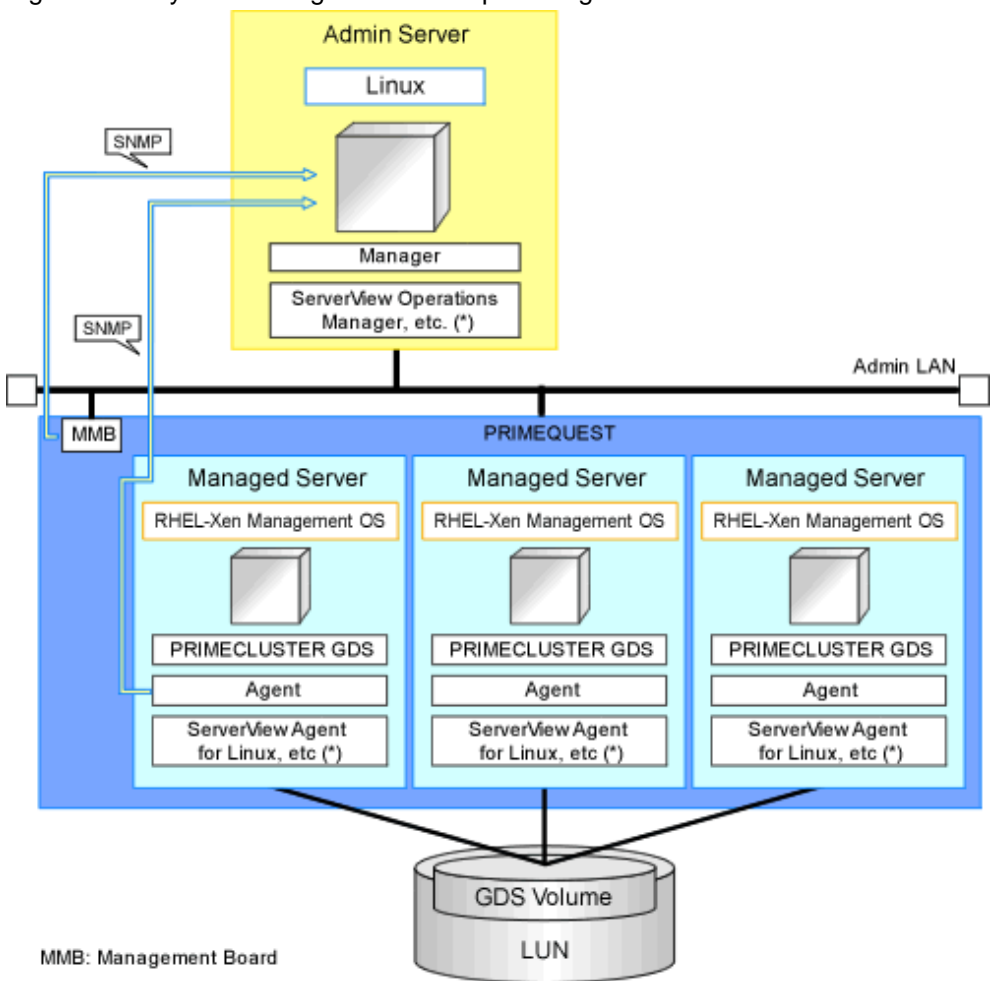 Admin Server
Linux
SNMP
Manager
ServerView Operations
Manager, etc. (*)
SNMP
Admin LAN
MMB
PRIMEQUEST
Managed Server
RHEL-Xen Management OS
PRIMECLUSTER GDS
Agent
ServerView Agent
for Linux, etc (*)
Managed Server
RHEL-Xen Management OS
PRIMECLUSTER GDS
Agent
ServerView Agent
for Linux, etc (*)
Managed Server
RHEL-Xen Management OS
PRIMECLUSTER GDS
Agent
ServerView Agent
for Linux, etc (*)
GDS Volume
LUN
MMB: Management Board